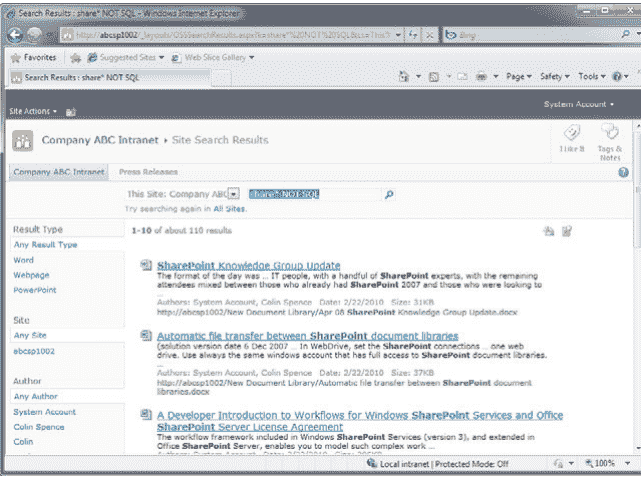 Search Results : share* NOT SQL - Windows Internet Explorer
http://abcsp1002/_layouts/OSSSearchResults.aspx?k=share*%20NOT%20SQL&cs=This
Bing
Favorites Suggested Sites Web Slice Gallery
Search Results : share* NOT SQL
Page Safety Tools
System Account
Site Actions
Company ABC Intranet Site Search Results
I Like It Tags & Notes
Company ABC Intranet Press Releases
This Site: Company ABC share* NOT SQL
Try searching again in All Sites.
Result Type
1-10 of about 110 results
Any Result Type
Word
Webpage
PowerPoint
Site
Any Site
abcsp1002
Author
Any Author
System Account
Colin Spence
Colin
SharePoint Knowledge Group Update
The format of the day was ... IT people, with a handful of SharePoint experts, with the remaining
attendees mixed between those who already had SharePoint 2007 and those who were looking to
...
Authors: System Account, Colin Spence Date: 2/22/2010 Size: 31KB
http://abcsp1002/New Document Library/Apr 08 SharePoint Knowledge Group Update.docx
Automatic file transfer between SharePoint document libraries
(solution version date 6 Dec 2007 ... In WebDrive, set the SharePoint connections ... one web
drive. Use always the same windows account that has full access to SharePoint document libraries.
...
Authors: System Account, Colin Spence Date: 2/22/2010 Size: 37KB
http://abcsp1002/New Document Library/Automatic file transfer between SharePoint document
libraries.docx
A Developer Introduction to Workflows for Windows SharePoint Services and Office
SharePoint Server License Agreement
The workflow framework included in Windows SharePoint Services (version 3), and extended in
Office SharePoint Server, enables you to model such complex work ...
Local intranet | Protected Mode: Off
100%